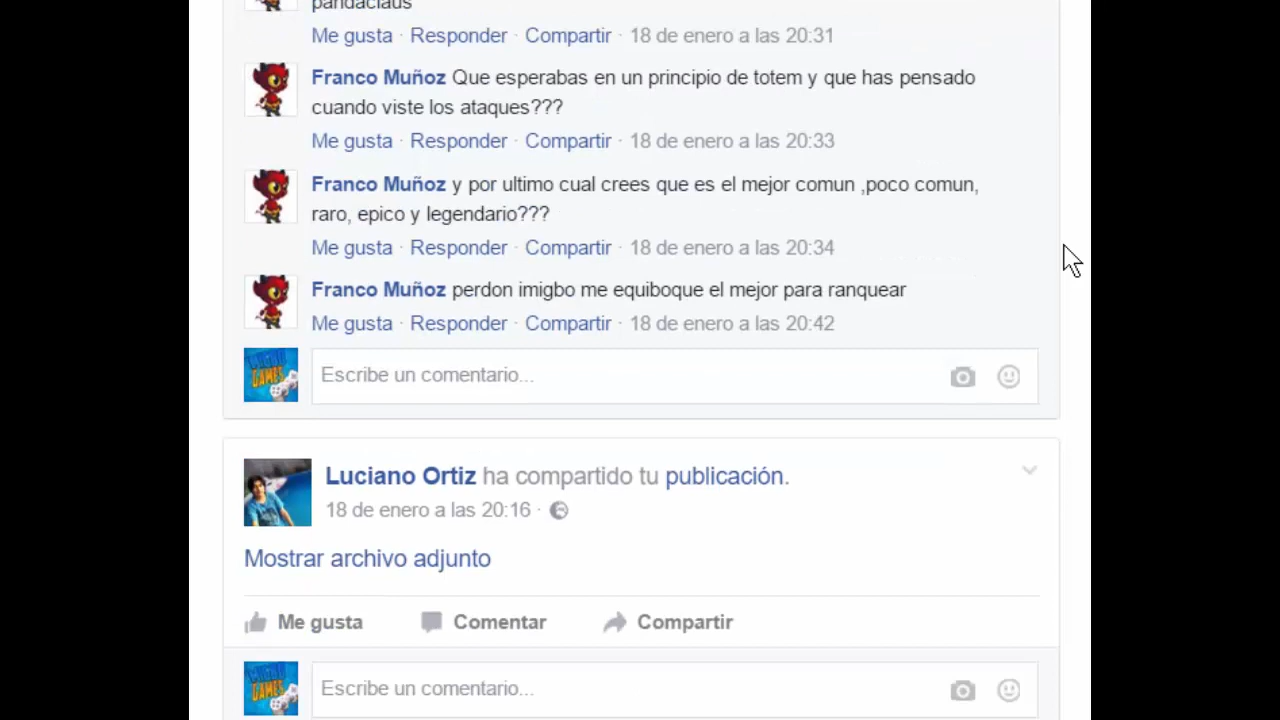 pandaclaus
Me gusta · Responder · Compartir · 18 de enero a las 20:31
Franco Muñoz Que esperabas en un principio de totem y que has pensado
cuando viste los ataques???
Me gusta · Responder · Compartir · 18 de enero a las 20:33
Franco Muñoz y por ultimo cual crees que es el mejor comun ,poco comun,
raro, epico y legendario???
Me gusta · Responder · Compartir · 18 de enero a las 20:34
Franco Muñoz perdon imigbo me equiboque el mejor para ranquear
Me gusta · Responder · Compartir · 18 de enero a las 20:42
Escribe un comentario...
GAMES
Luciano Ortiz ha compartido tu publicación.
18 de enero a las 20:16 ·
Mostrar archivo adjunto
Me gusta Comentar Compartir
Escribe un comentario...
GAMES